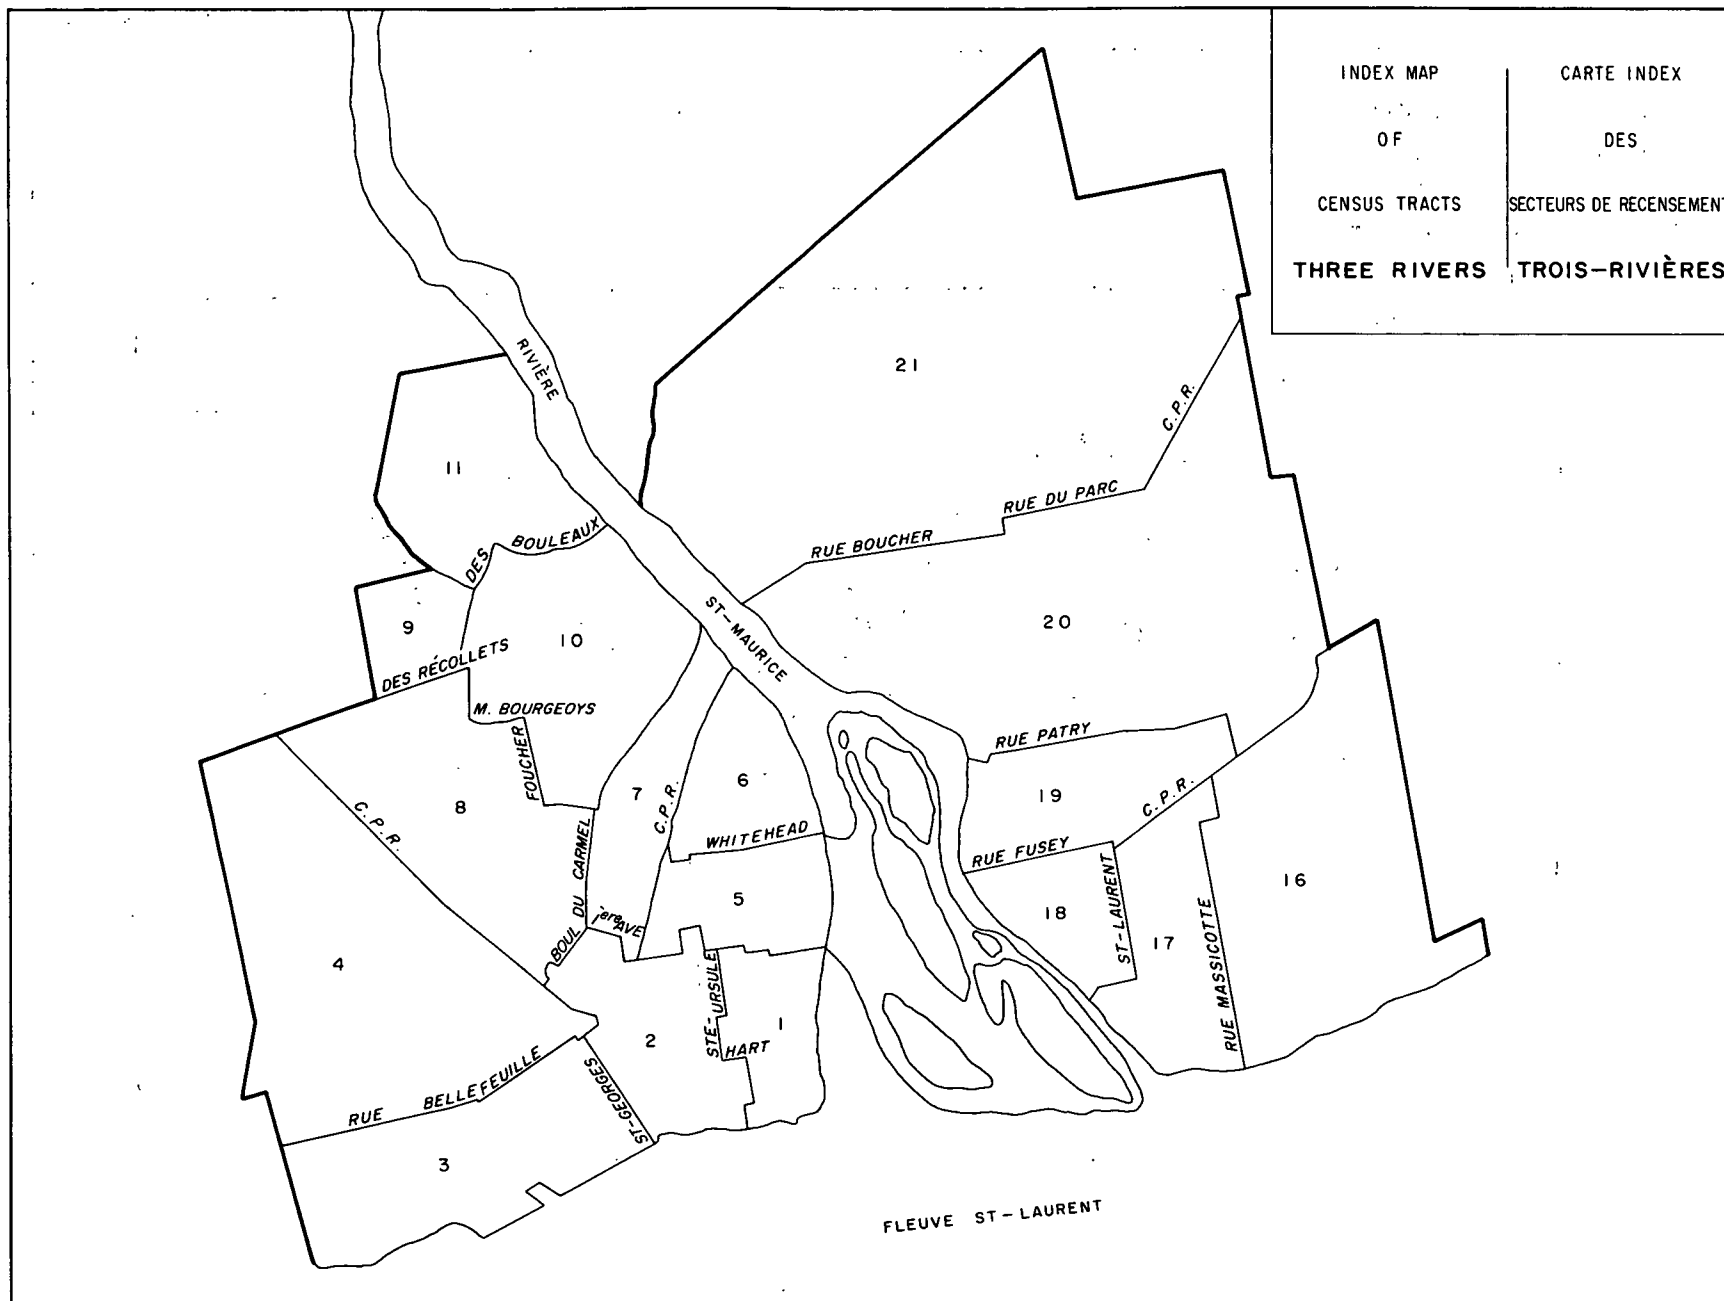 INDEX MAP
OF
CENSUS TRACTS
THREE RIVERS
CARTE INDEX
DES
SECTEURS DE RECENSEMENT
TROIS-RIVIÈRES
RIVIÈRE
ST-MAURICE
21
C.P.R.
RUE DU PARC
RUE BOUCHER
11
DES BOULEAUX
9
10
DES RÉCOLLETS
M. BOURGEOYS
FOUCHER
20
RUE PATRY
C.P.R.
8
7
C.P.R.
6
WHITEHEAD
19
C.P.R.
RUE FUSEY
BOUL DU CARMEL
1ere AVE
5
18
ST-LAURENT
17
RUE MASSICOTTE
16
4
2
STE-URSULE
HART
1
RUE BELLEFEUILLE
ST-GEORGES
3
FLEUVE ST-LAURENT